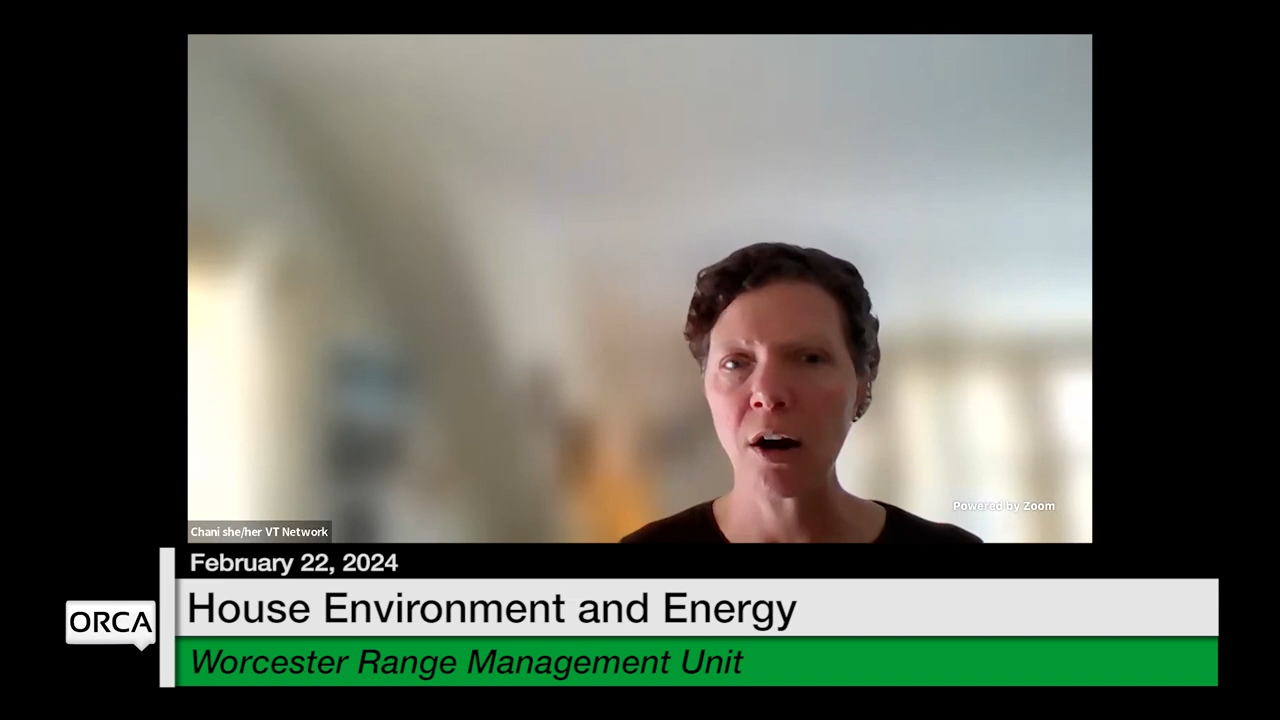 Powered by Zoom
Chani she/her VT Network
February 22, 2024
ORCA
House Environment and Energy
Worcester Range Management Unit